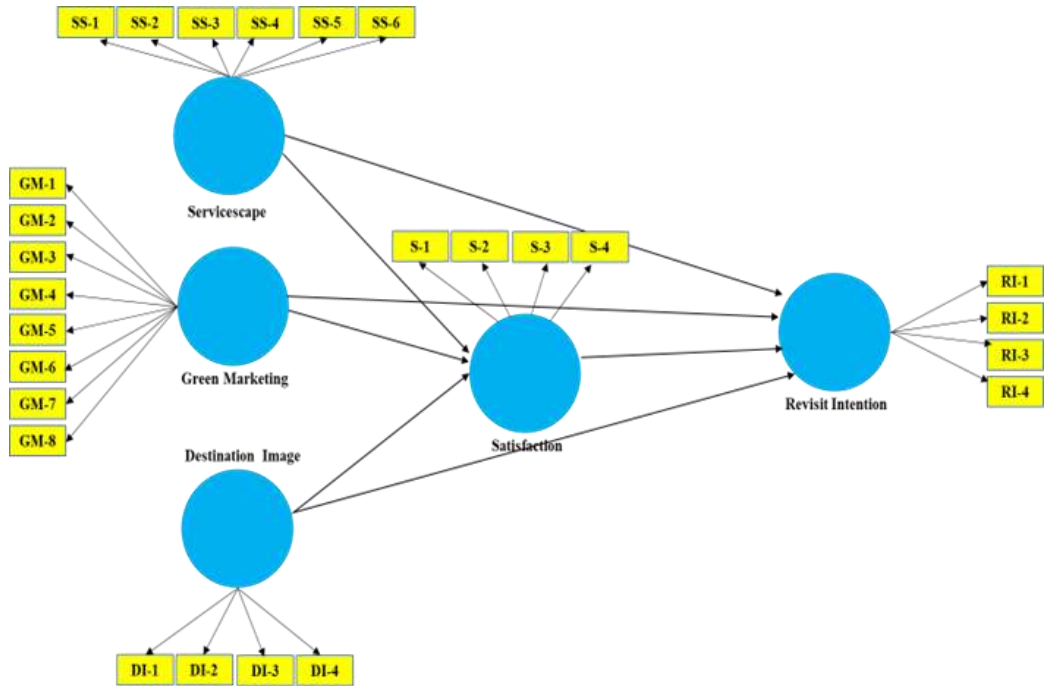 SS-1 SS-2 SS-3 SS-4 SS-5 SS-6
Servicescape
GM-1
GM-2
GM-3
GM-4
GM-5
GM-6
GM-7
GM-8
Green Marketing
S-1 S-2 S-3 S-4
Satisfaction
RI-1
RI-2
RI-3
RI-4
Revisit Intention
Destination Image
DI-1 DI-2 DI-3 DI-4